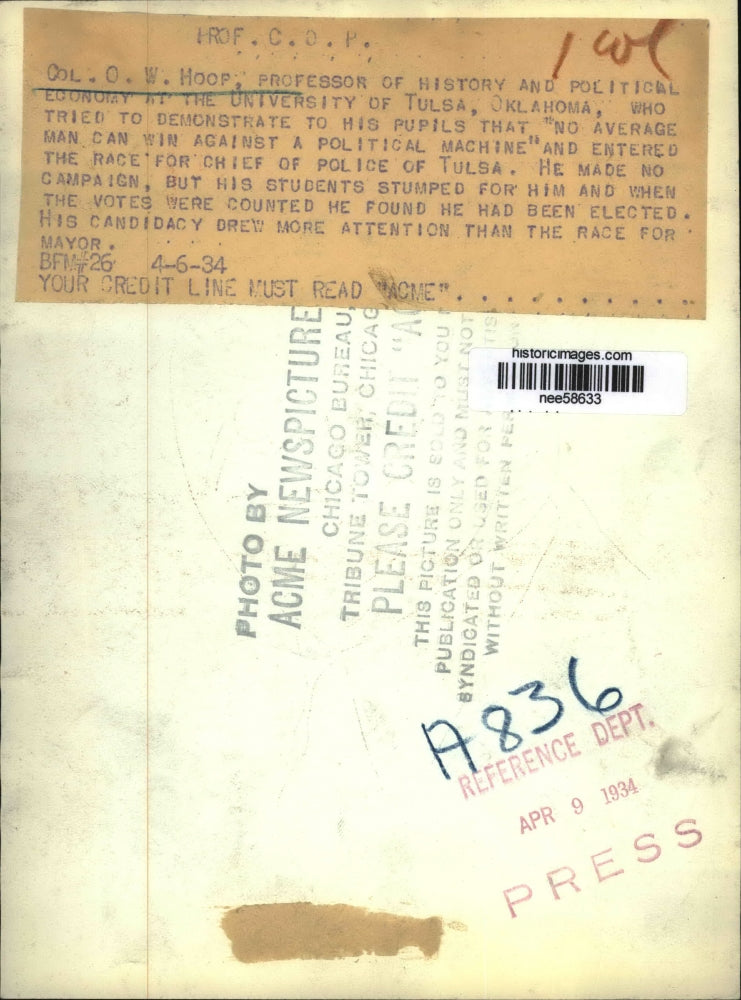 PROF. C. O. P.
1 col
COL. O. W. HOOP, PROFESSOR OF HISTORY AND POLITICAL
ECONOMY AT THE UNIVERSITY OF TULSA, OKLAHOMA, WHO
TRIED TO DEMONSTRATE TO HIS PUPILS THAT "NO AVERAGE
MAN CAN WIN AGAINST A POLITICAL MACHINE" AND ENTERED
THE RACE FOR CHIEF OF POLICE OF TULSA. HE MADE NO
CAMPAIGN, BUT HIS STUDENTS STUMPED FOR HIM AND WHEN
THE VOTES WERE COUNTED HE FOUND HE HAD BEEN ELECTED.
HIS CANDIDACY DREW MORE ATTENTION THAN THE RACE FOR
MAYOR.
BFM#26 4-6-34
YOUR CREDIT LINE MUST READ "ACME". . . . . . . . . . . .
historicimages.com
nee58633
PHOTO BY
ACME NEWSPICTURE
CHICAGO BUREAU,
TRIBUNE TOWER, CHICAG
PLEASE CREDIT "A
THIS PICTURE IS SOLD TO YOU
PUBLICATION ONLY AND MUST NOT
SYNDICATED OR USED FOR
WITHOUT WRITTEN PER
A836
REFERENCE DEPT.
APR 9 1934
PRESS